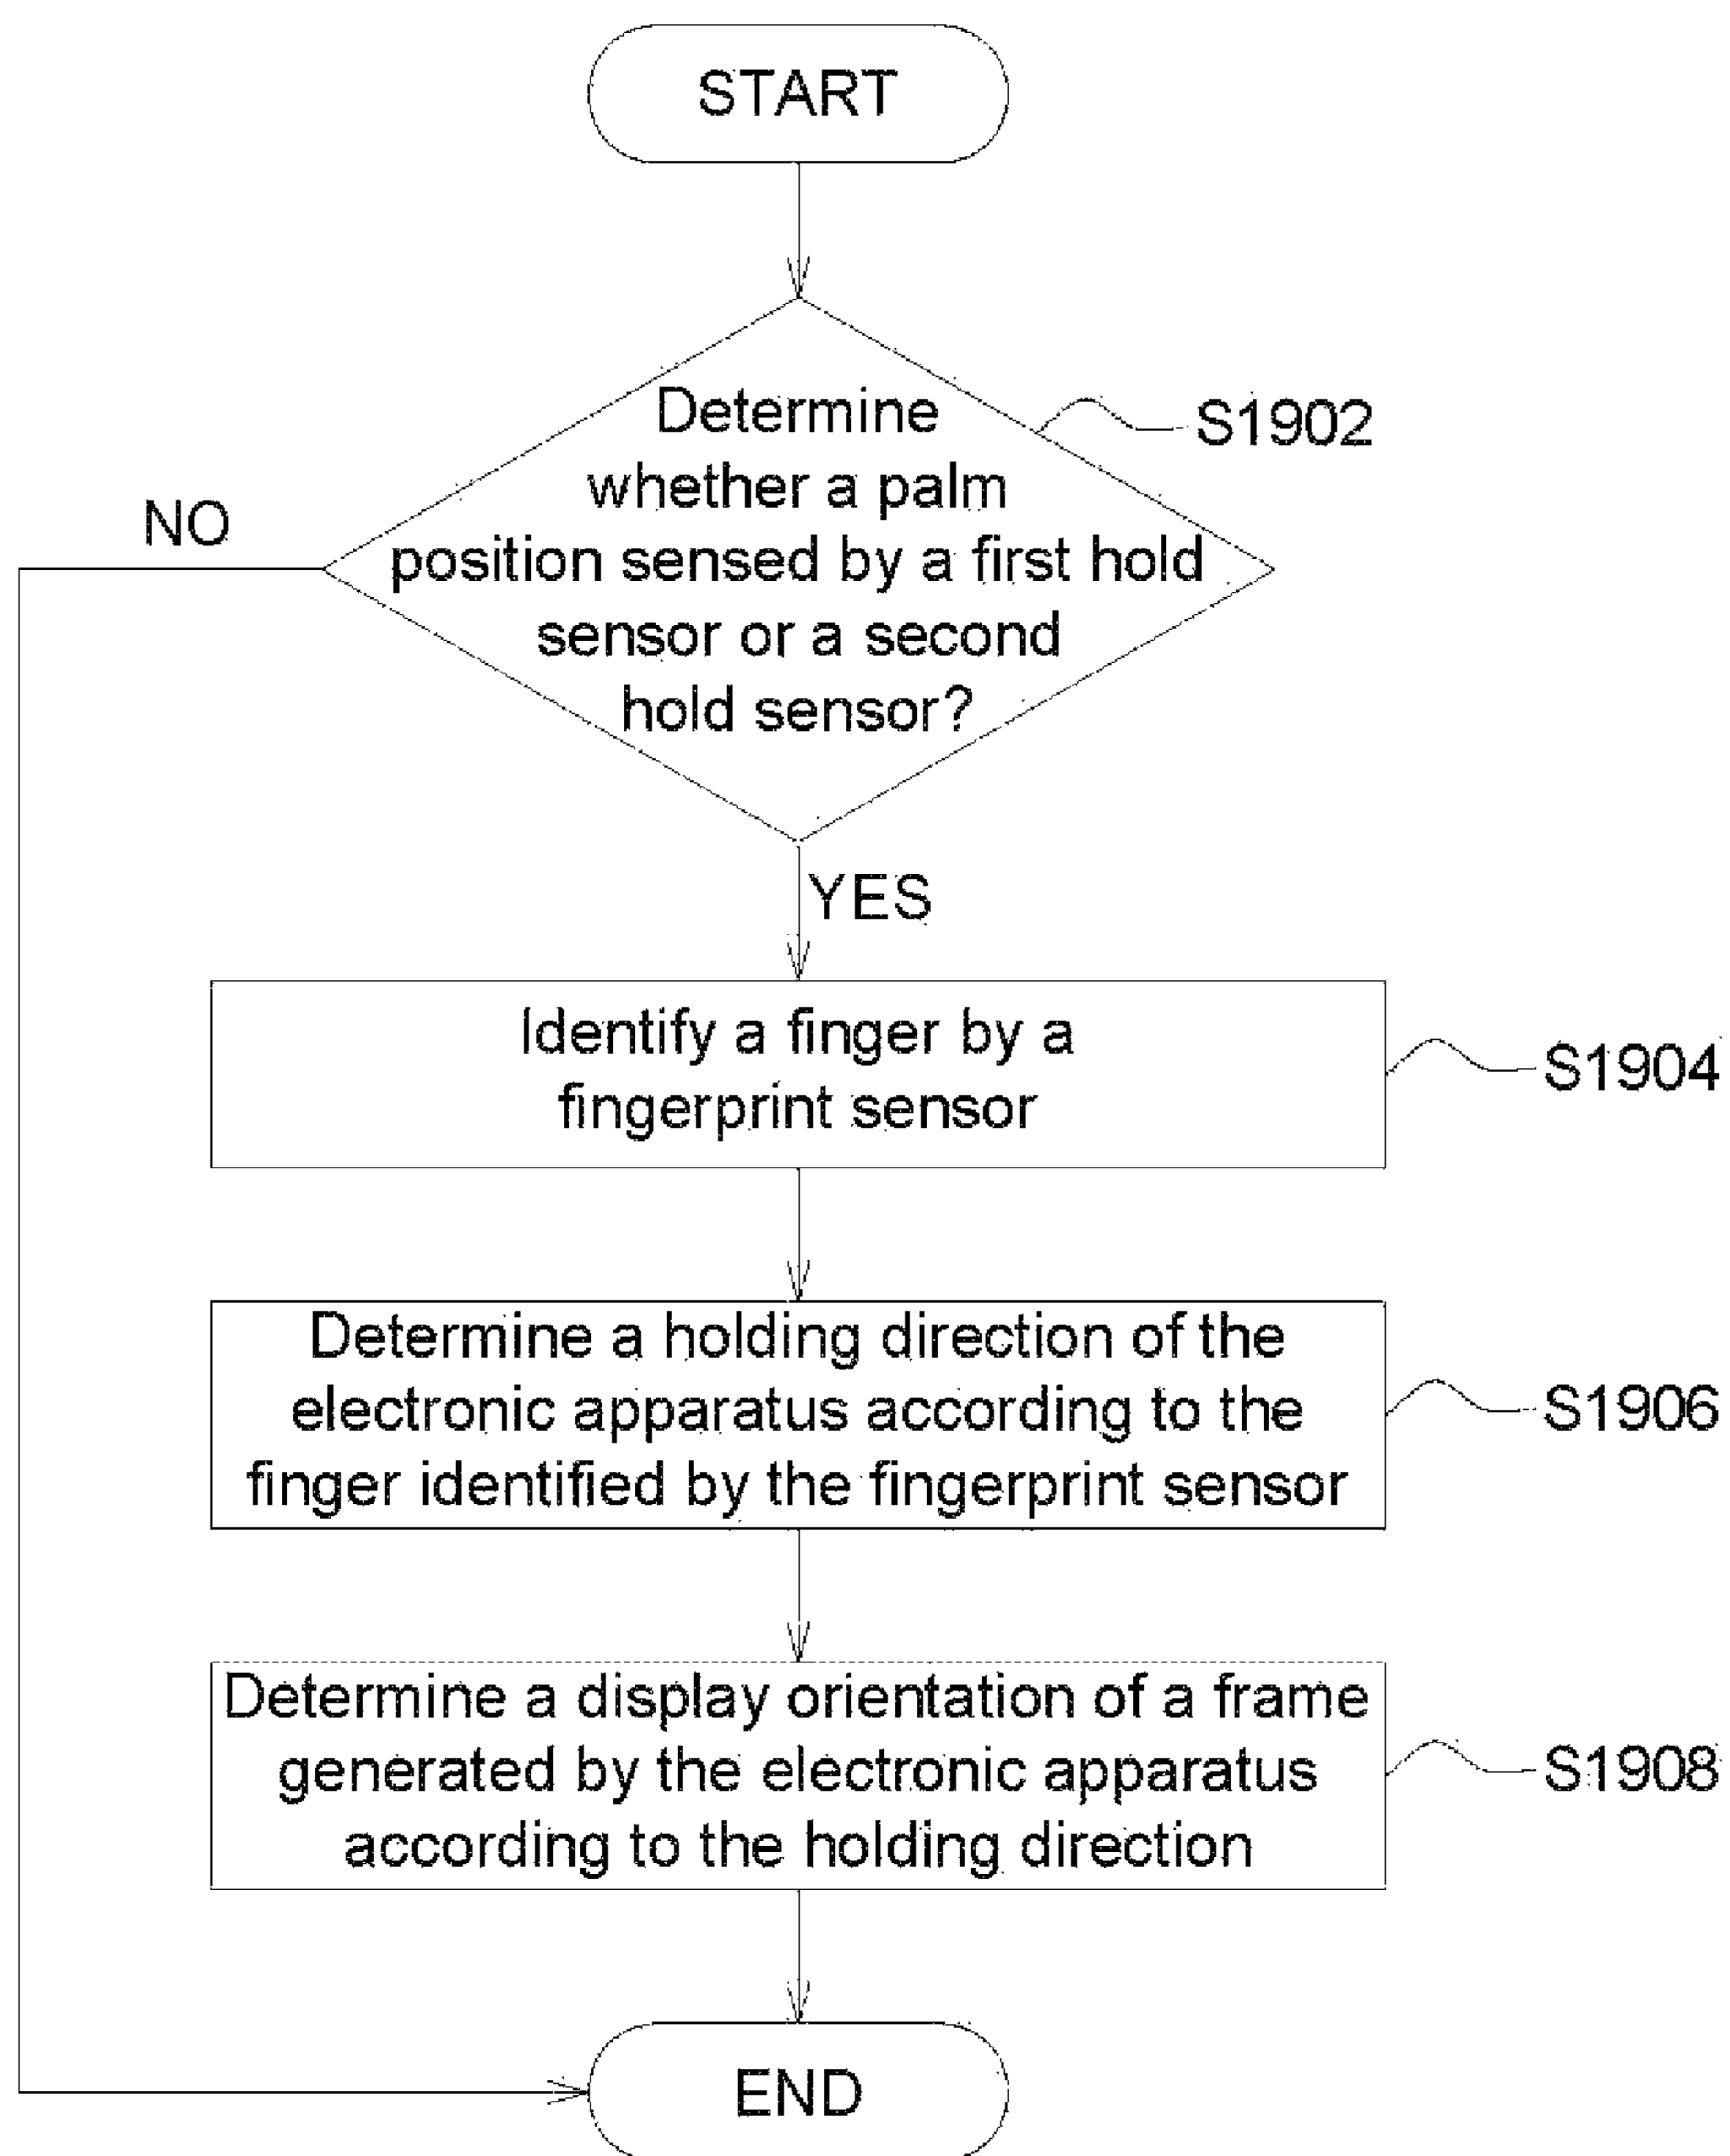 START
Determine
whether a palm
position sensed by a first hold
sensor or a second
hold sensor?
S1902
NO
YES
Identify a finger by a
fingerprint sensor
S1904
Determine a holding direction of the
electronic apparatus according to the
finger identified by the fingerprint sensor
S1906
Determine a display orientation of a frame
generated by the electronic apparatus
according to the holding direction
S1908
END